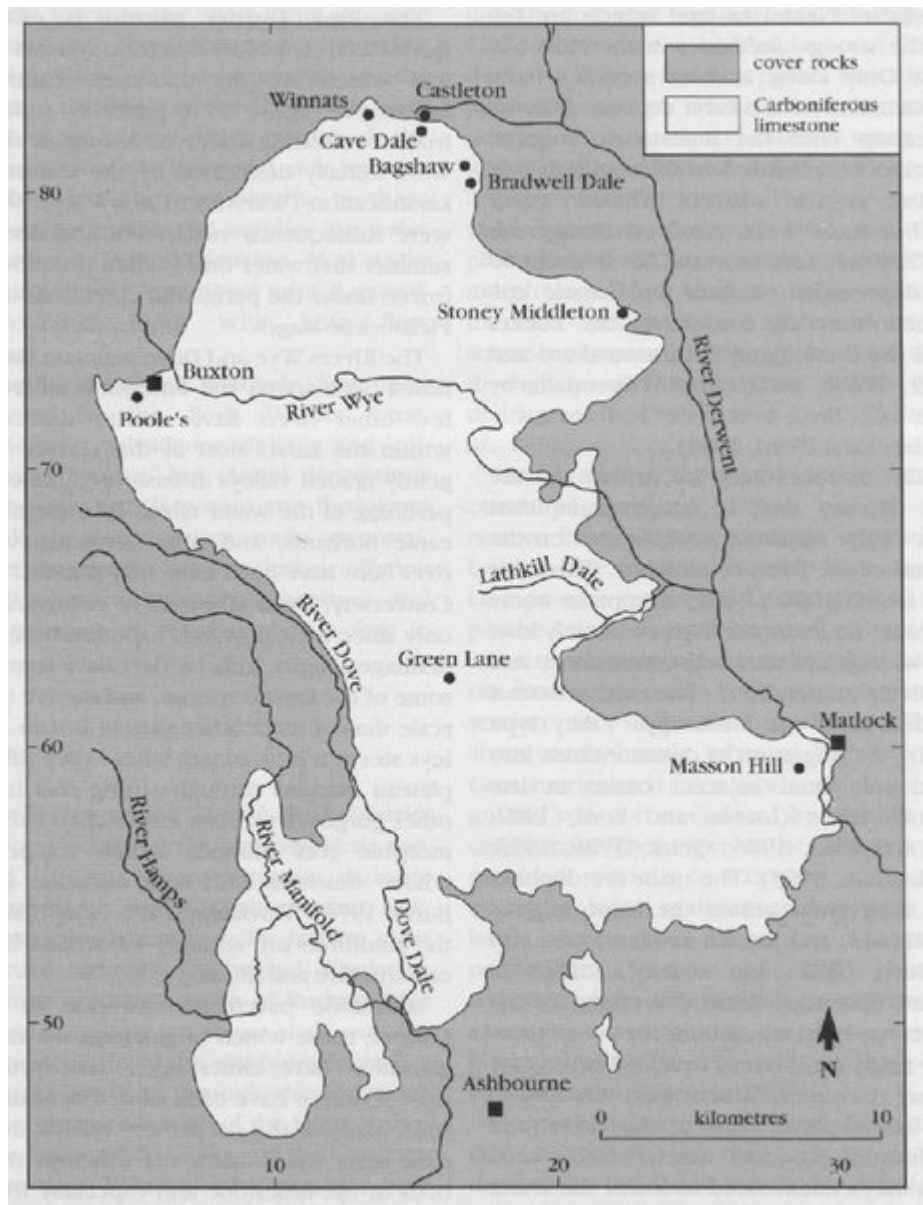 cover rocks
Carboniferous
limestone
Winnats
Castleton
Cave Dale
Bagshaw
80
Bradwell Dale
Stoney Middleton
River Derwent
Buxton
River Wye
Poole's
70
Lathkill Dale
River Dove
Green Lane
Matlock
60
Masson Hill
River Hamps
River Manifold
Dove Dale
50
N
Ashbourne
0
kilometres
10
10
20
30